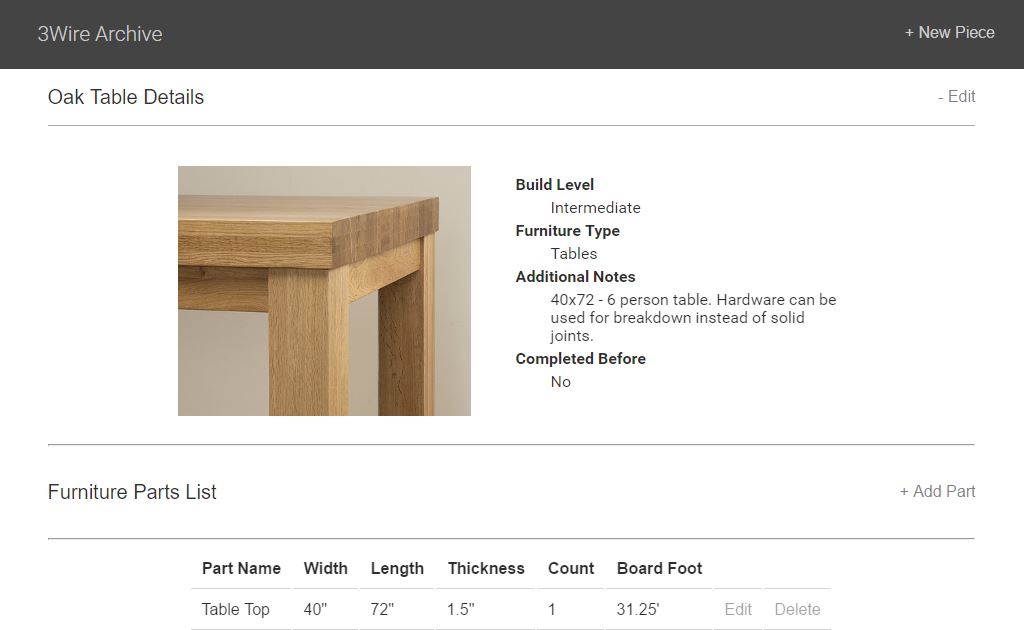 3Wire Archive
+ New Piece
Oak Table Details
- Edit
Build Level
Intermediate
Furniture Type
Tables
Additional Notes
40x72 - 6 person table. Hardware can be
used for breakdown instead of solid
joints.
Completed Before
No
Furniture Parts List
+ Add Part
Part Name Width Length Thickness Count Board Foot
Table Top 40" 72" 1.5" 1 31.25' Edit Delete